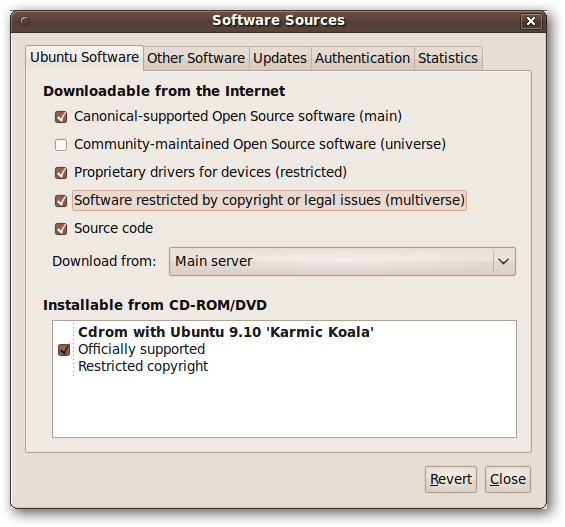 Software Sources
Ubuntu Software Other Software Updates Authentication Statistics
Downloadable from the Internet
Canonical-supported Open Source software (main)
Community-maintained Open Source software (universe)
Proprietary drivers for devices (restricted)
Software restricted by copyright or legal issues (multiverse)
Source code
Download from: Main server
Installable from CD-ROM/DVD
Cdrom with Ubuntu 9.10 'Karmic Koala'
Officially supported
Restricted copyright
Revert Close